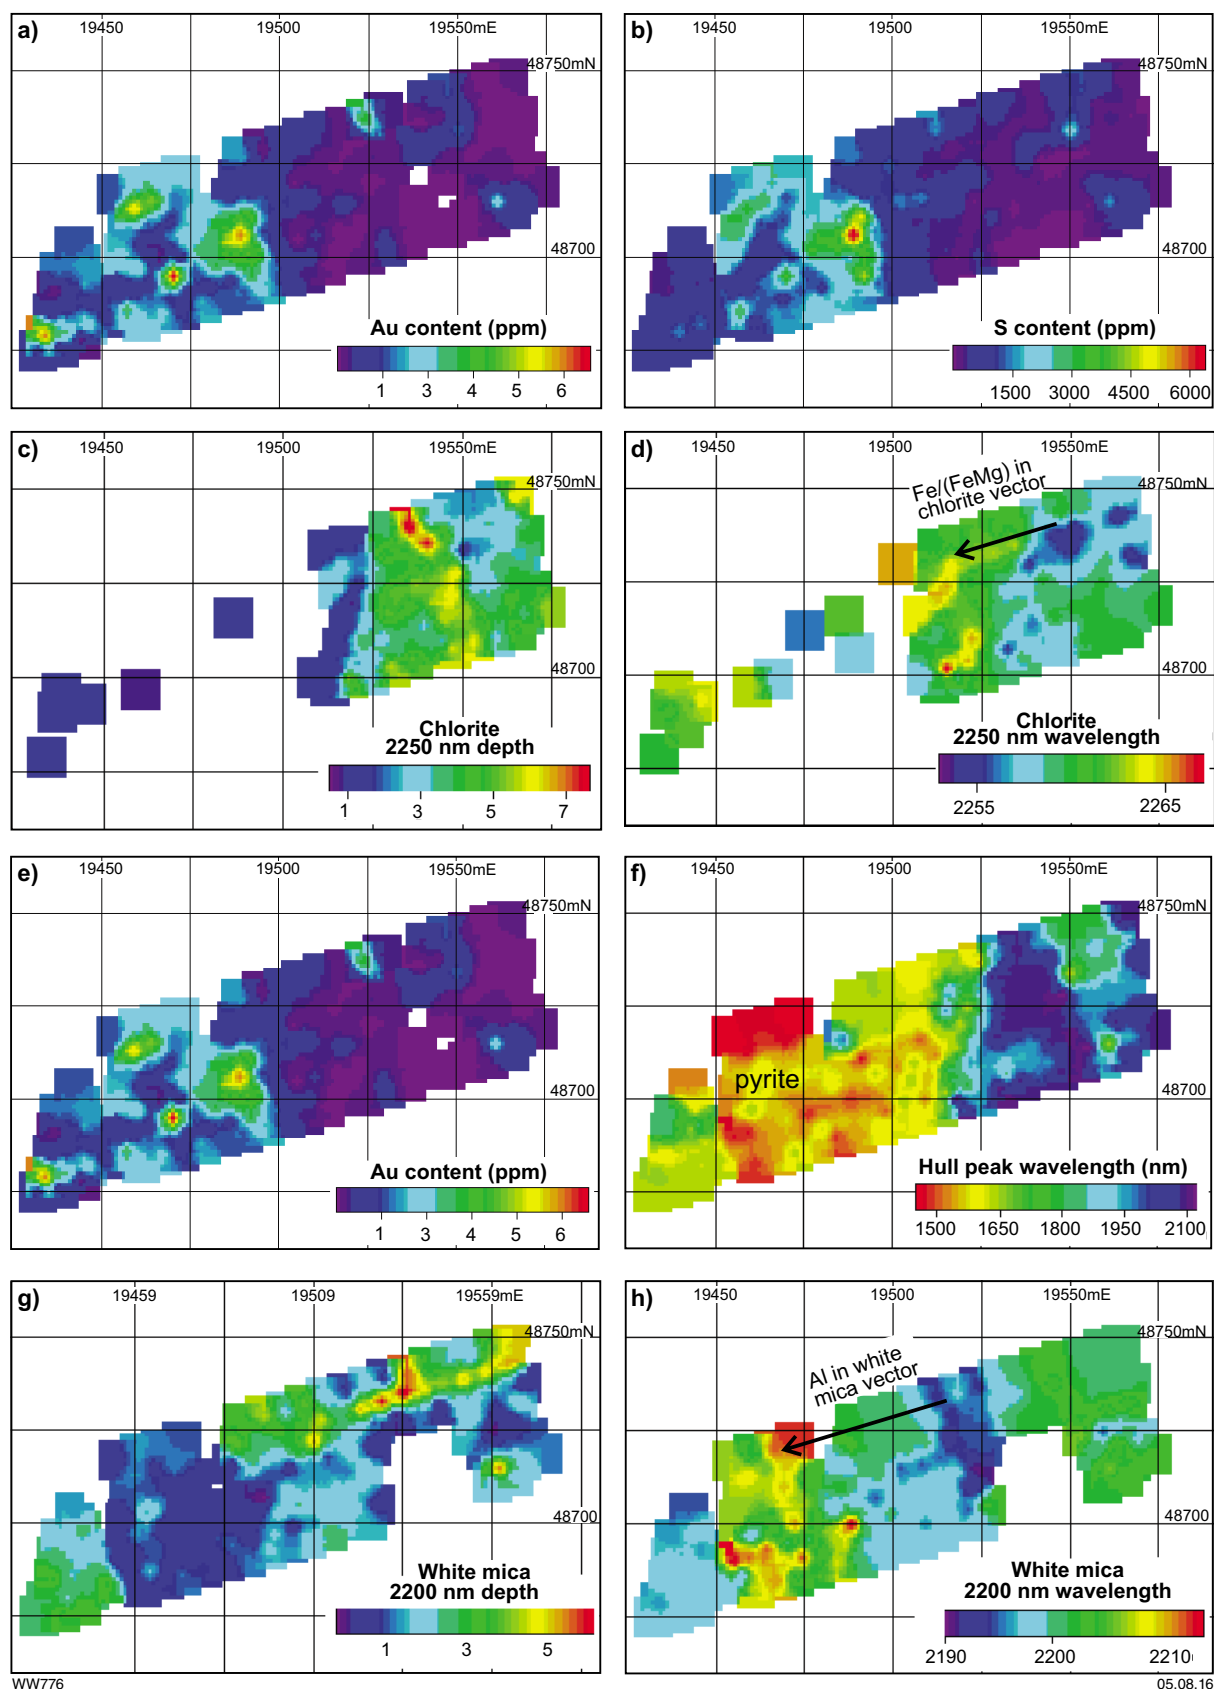 a)
19450
19500
19550mE
48750mN
48700
Au content (ppm)
1 3 4 5 6
b)
19450
19500
19550mE
48750mN
48700
S content (ppm)
1500 3000 4500 6000
c)
19450
19500
19550mE
48750mN
48700
Chlorite
2250 nm depth
1 3 5 7
d)
19450
19500
19550mE
48750mN
Fe/(FeMg) in
chlorite vector
48700
Chlorite
2250 nm wavelength
2255 2265
e)
19450
19500
19550mE
48750mN
48700
Au content (ppm)
1 3 4 5 6
f)
19450
19500
19550mE
48750mN
pyrite
48700
Hull peak wavelength (nm)
1500 1650 1800 1950 2100
g)
19459
19509
19559mE
48750mN
48700
White mica
2200 nm depth
1 3 5
h)
19450
19500
19550mE
48750mN
Al in white
mica vector
48700
White mica
2200 nm wavelength
2190 2200 2210
WW776
05.08.16